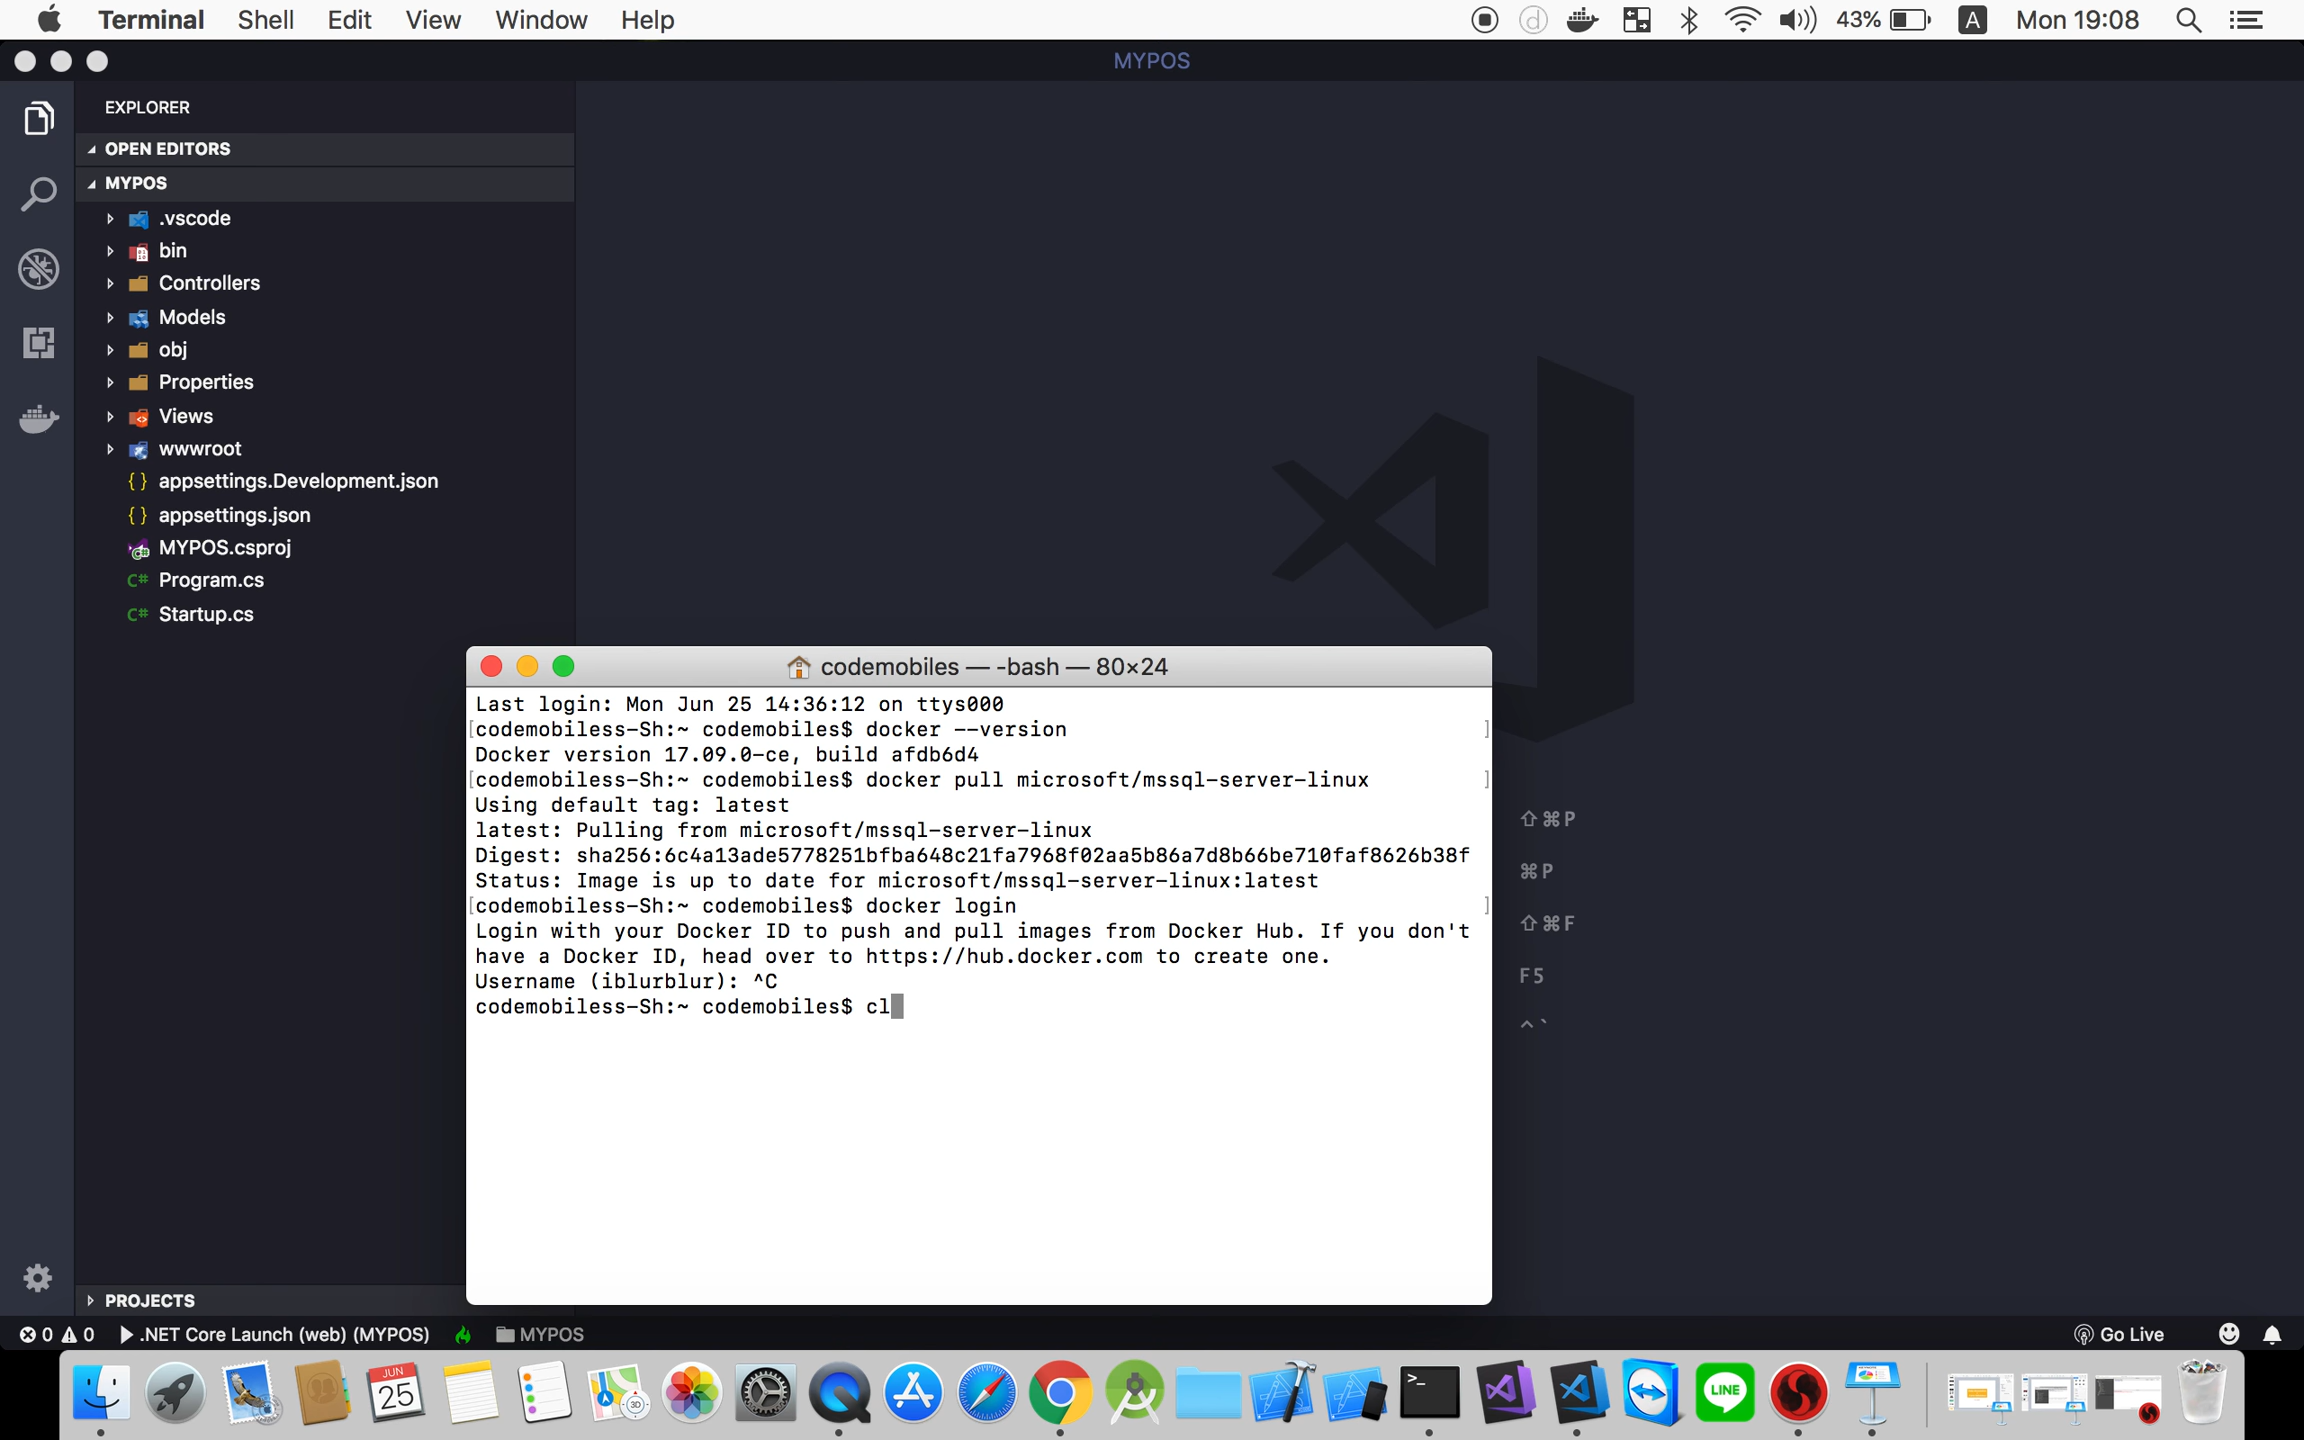 Terminal Shell Edit View Window Help 43% A Mon 19:08
MYPOS
EXPLORER
OPEN EDITORS
MYPOS
.vscode
bin
Controllers
Models
obj
Properties
Views
wwwroot
{ } appsettings.Development.json
{ } appsettings.json
MYPOS.csproj
C# Program.cs
C# Startup.cs
codemobiles — -bash — 80×24
Last login: Mon Jun 25 14:36:12 on ttys000
[codemobiless-Sh:~ codemobiles$ docker --version ]
Docker version 17.09.0-ce, build afdb6d4
[codemobiless-Sh:~ codemobiles$ docker pull microsoft/mssql-server-linux ]
Using default tag: latest
latest: Pulling from microsoft/mssql-server-linux
Digest: sha256:6c4a13ade5778251bfba648c21fa7968f02aa5b86a7d8b66be710faf8626b38f
Status: Image is up to date for microsoft/mssql-server-linux:latest
[codemobiless-Sh:~ codemobiles$ docker login ]
Login with your Docker ID to push and pull images from Docker Hub. If you don't
have a Docker ID, head over to https://hub.docker.com to create one.
Username (iblurblur): ^C
codemobiless-Sh:~ codemobiles$ cl
⇧⌘P
⌘P
⇧⌘F
F5
^`
PROJECTS
0 0 .NET Core Launch (web) (MYPOS) MYPOS Go Live
JUN
25
3D
>_
LINE